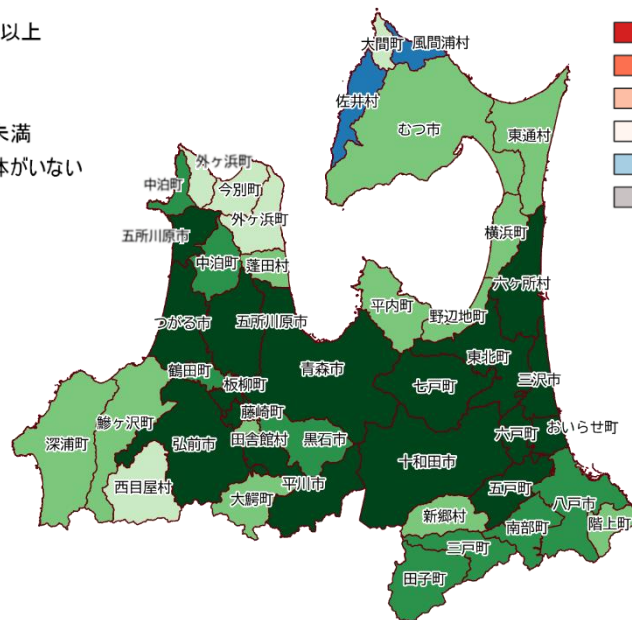 以上
未満
体がいない
大間町
風間浦村
佐井村
むつ市
東通村
外ヶ浜町
中泊町
今別町
外ヶ浜町
五所川原市
横浜町
中泊町
蓬田村
六ヶ所村
平内町
野辺地町
つがる市
五所川原市
青森市
東北町
鶴田町
板柳町
七戸町
三沢市
藤崎町
おいらせ町
鰺ヶ沢町
深浦町
弘前市
田舎館村
黒石市
六戸町
十和田市
西目屋村
平川市
大鰐町
五戸町
八戸市
新郷村
南部町
階上町
三戸町
田子町